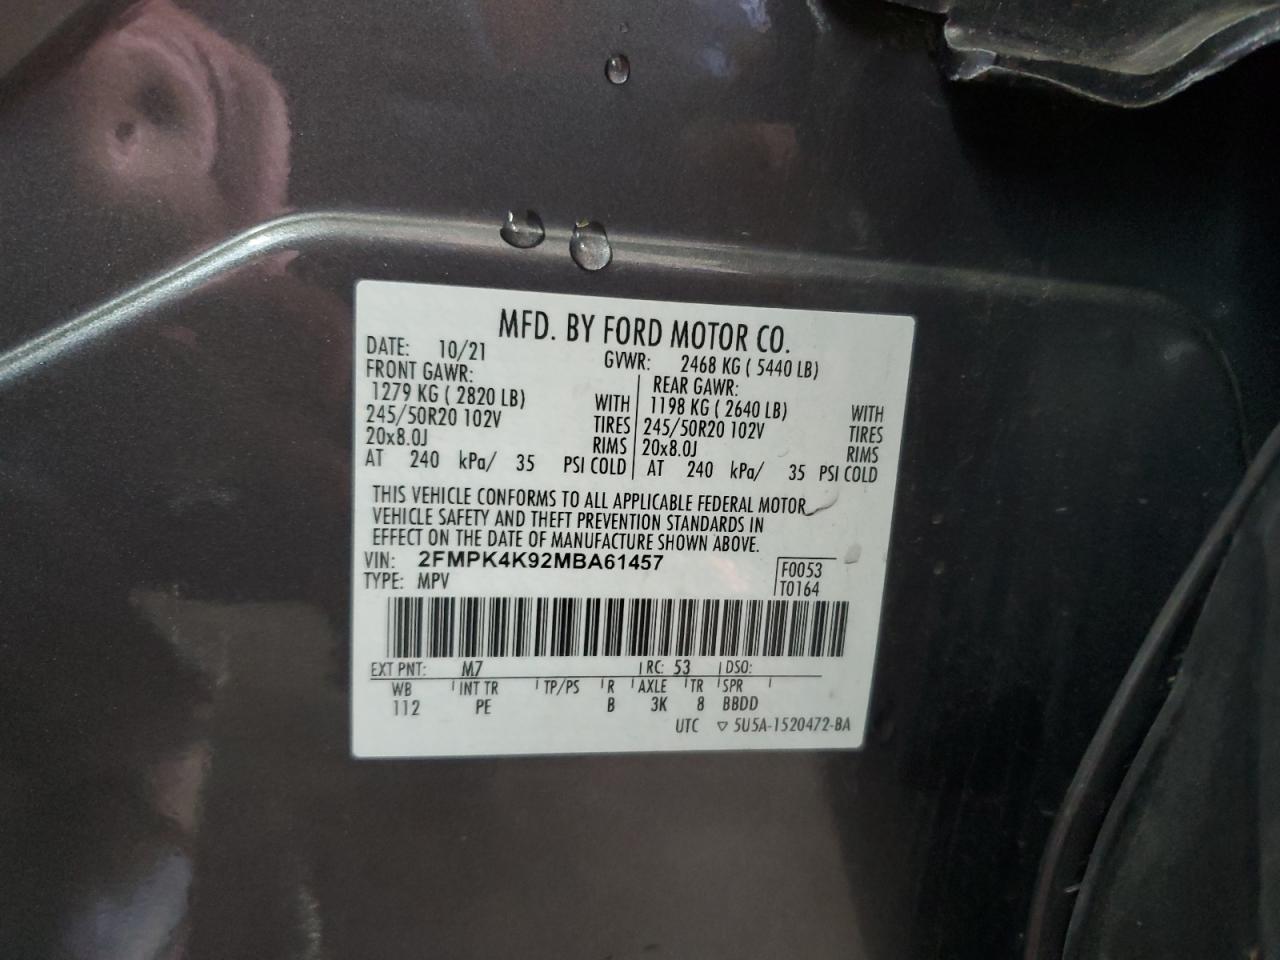 MFD. BY FORD MOTOR CO.
DATE: 10/21 GVWR: 2468 KG ( 5440 LB)
FRONT GAWR: REAR GAWR:
1279 KG ( 2820 LB) WITH 1198 KG ( 2640 LB) WITH
245/50R20 102V TIRES 245/50R20 102V TIRES
20x8.0J RIMS 20x8.0J RIMS
AT 240 kPa/ 35 PSI COLD AT 240 kPa/ 35 PSI COLD
THIS VEHICLE CONFORMS TO ALL APPLICABLE FEDERAL MOTOR
VEHICLE SAFETY AND THEFT PREVENTION STANDARDS IN
EFFECT ON THE DATE OF MANUFACTURE SHOWN ABOVE.
VIN: 2FMPK4K92MBA61457 F0053
TYPE: MPV T0164
EXT PNT: M7 RC: 53 DSO:
WB INT TR TP/PS R AXLE TR SPR
112 PE B 3K 8 BBDD
UTC ▽ 5U5A-1520472-BA